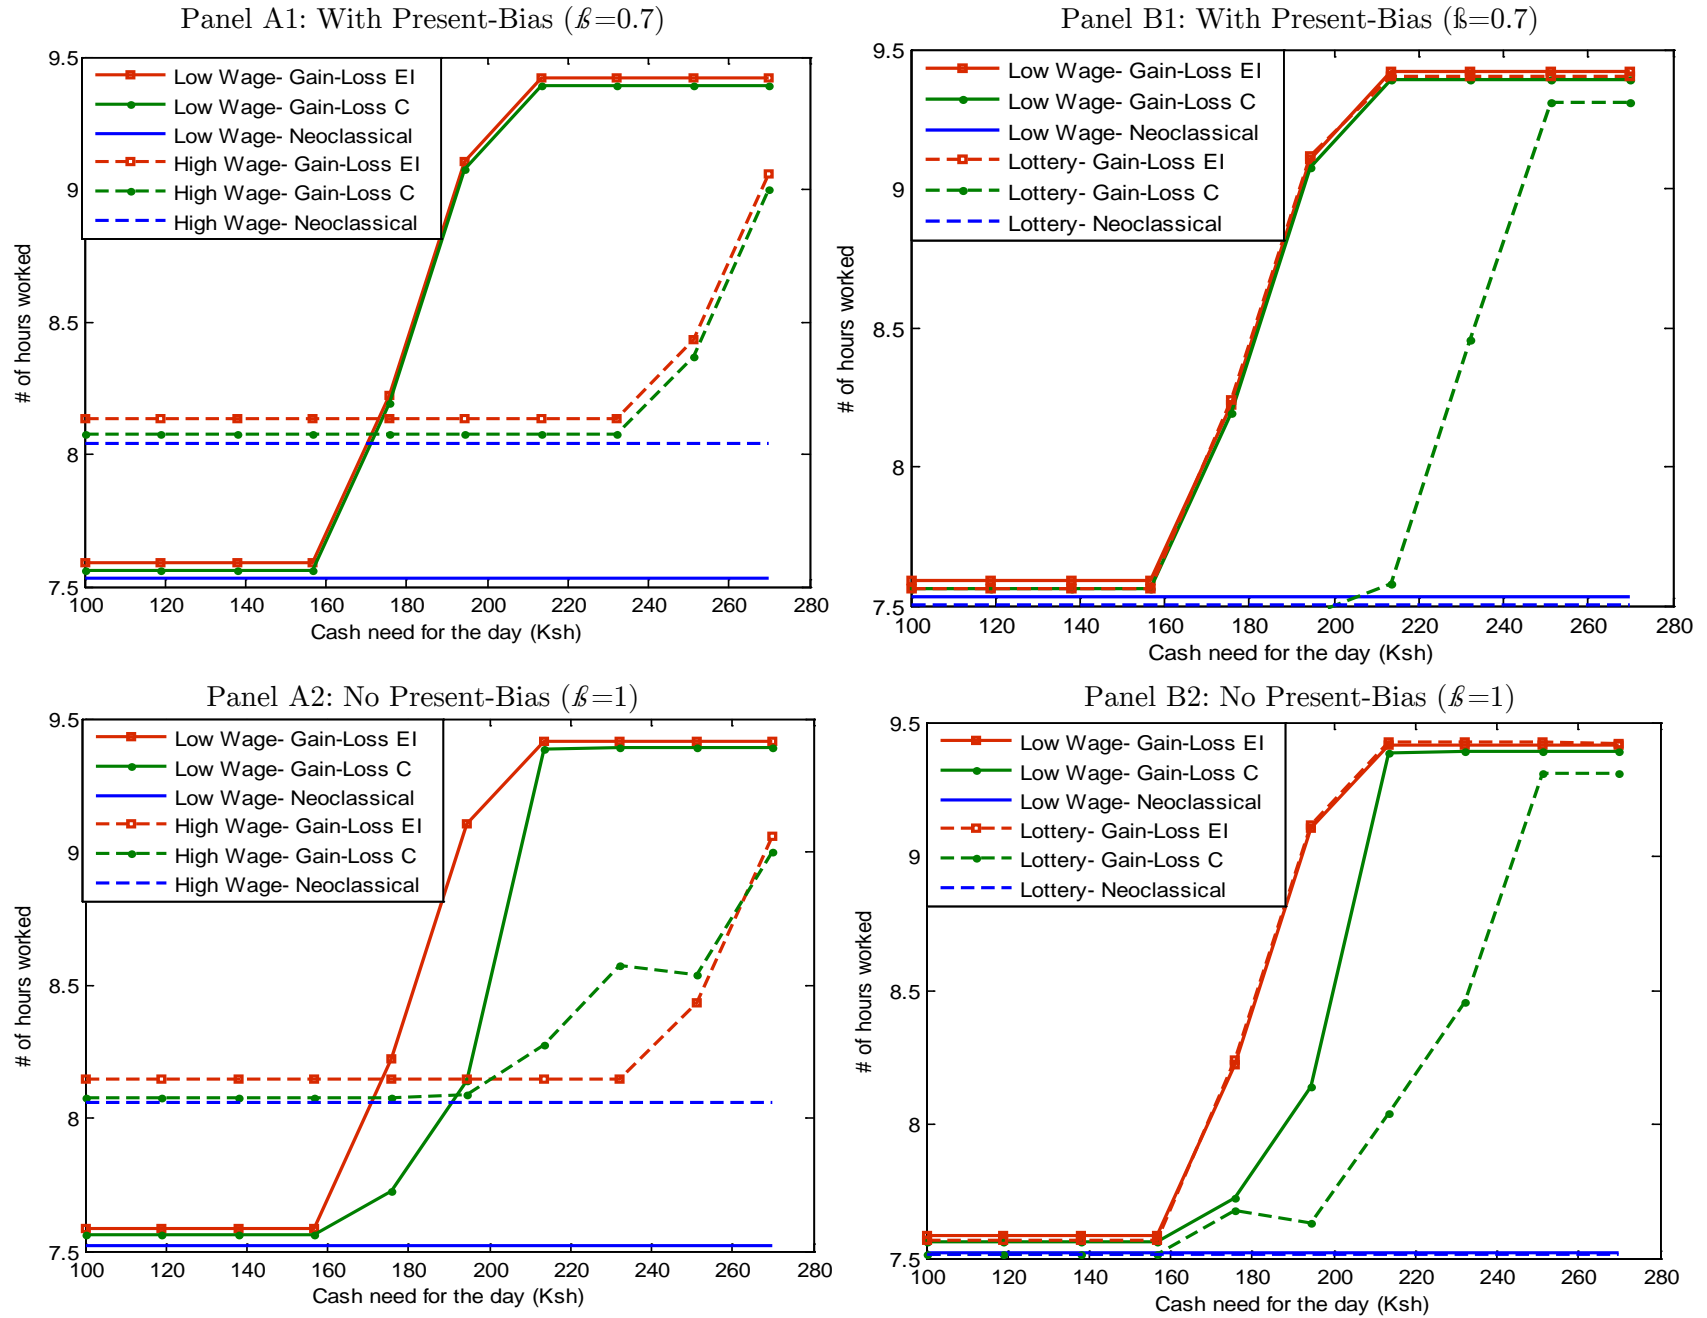 Panel A1: With Present-Bias (ß=0.7)
9.5
9
8.5
8
7.5
# of hours worked
Low Wage- Gain-Loss EI
Low Wage- Gain-Loss C
Low Wage- Neoclassical
High Wage- Gain-Loss EI
High Wage- Gain-Loss C
High Wage- Neoclassical
100 120 140 160 180 200 220 240 260 280
Cash need for the day (Ksh)
Panel B1: With Present-Bias (ß=0.7)
9.5
9
8.5
8
7.5
# of hours worked
Low Wage- Gain-Loss EI
Low Wage- Gain-Loss C
Low Wage- Neoclassical
Lottery- Gain-Loss EI
Lottery- Gain-Loss C
Lottery- Neoclassical
100 120 140 160 180 200 220 240 260 280
Cash need for the day (Ksh)
Panel A2: No Present-Bias (ß=1)
9.5
9
8.5
8
7.5
# of hours worked
Low Wage- Gain-Loss EI
Low Wage- Gain-Loss C
Low Wage- Neoclassical
High Wage- Gain-Loss EI
High Wage- Gain-Loss C
High Wage- Neoclassical
100 120 140 160 180 200 220 240 260 280
Cash need for the day (Ksh)
Panel B2: No Present-Bias (ß=1)
9.5
9
8.5
8
7.5
# of hours worked
Low Wage- Gain-Loss EI
Low Wage- Gain-Loss C
Low Wage- Neoclassical
Lottery- Gain-Loss EI
Lottery- Gain-Loss C
Lottery- Neoclassical
100 120 140 160 180 200 220 240 260 280
Cash need for the day (Ksh)